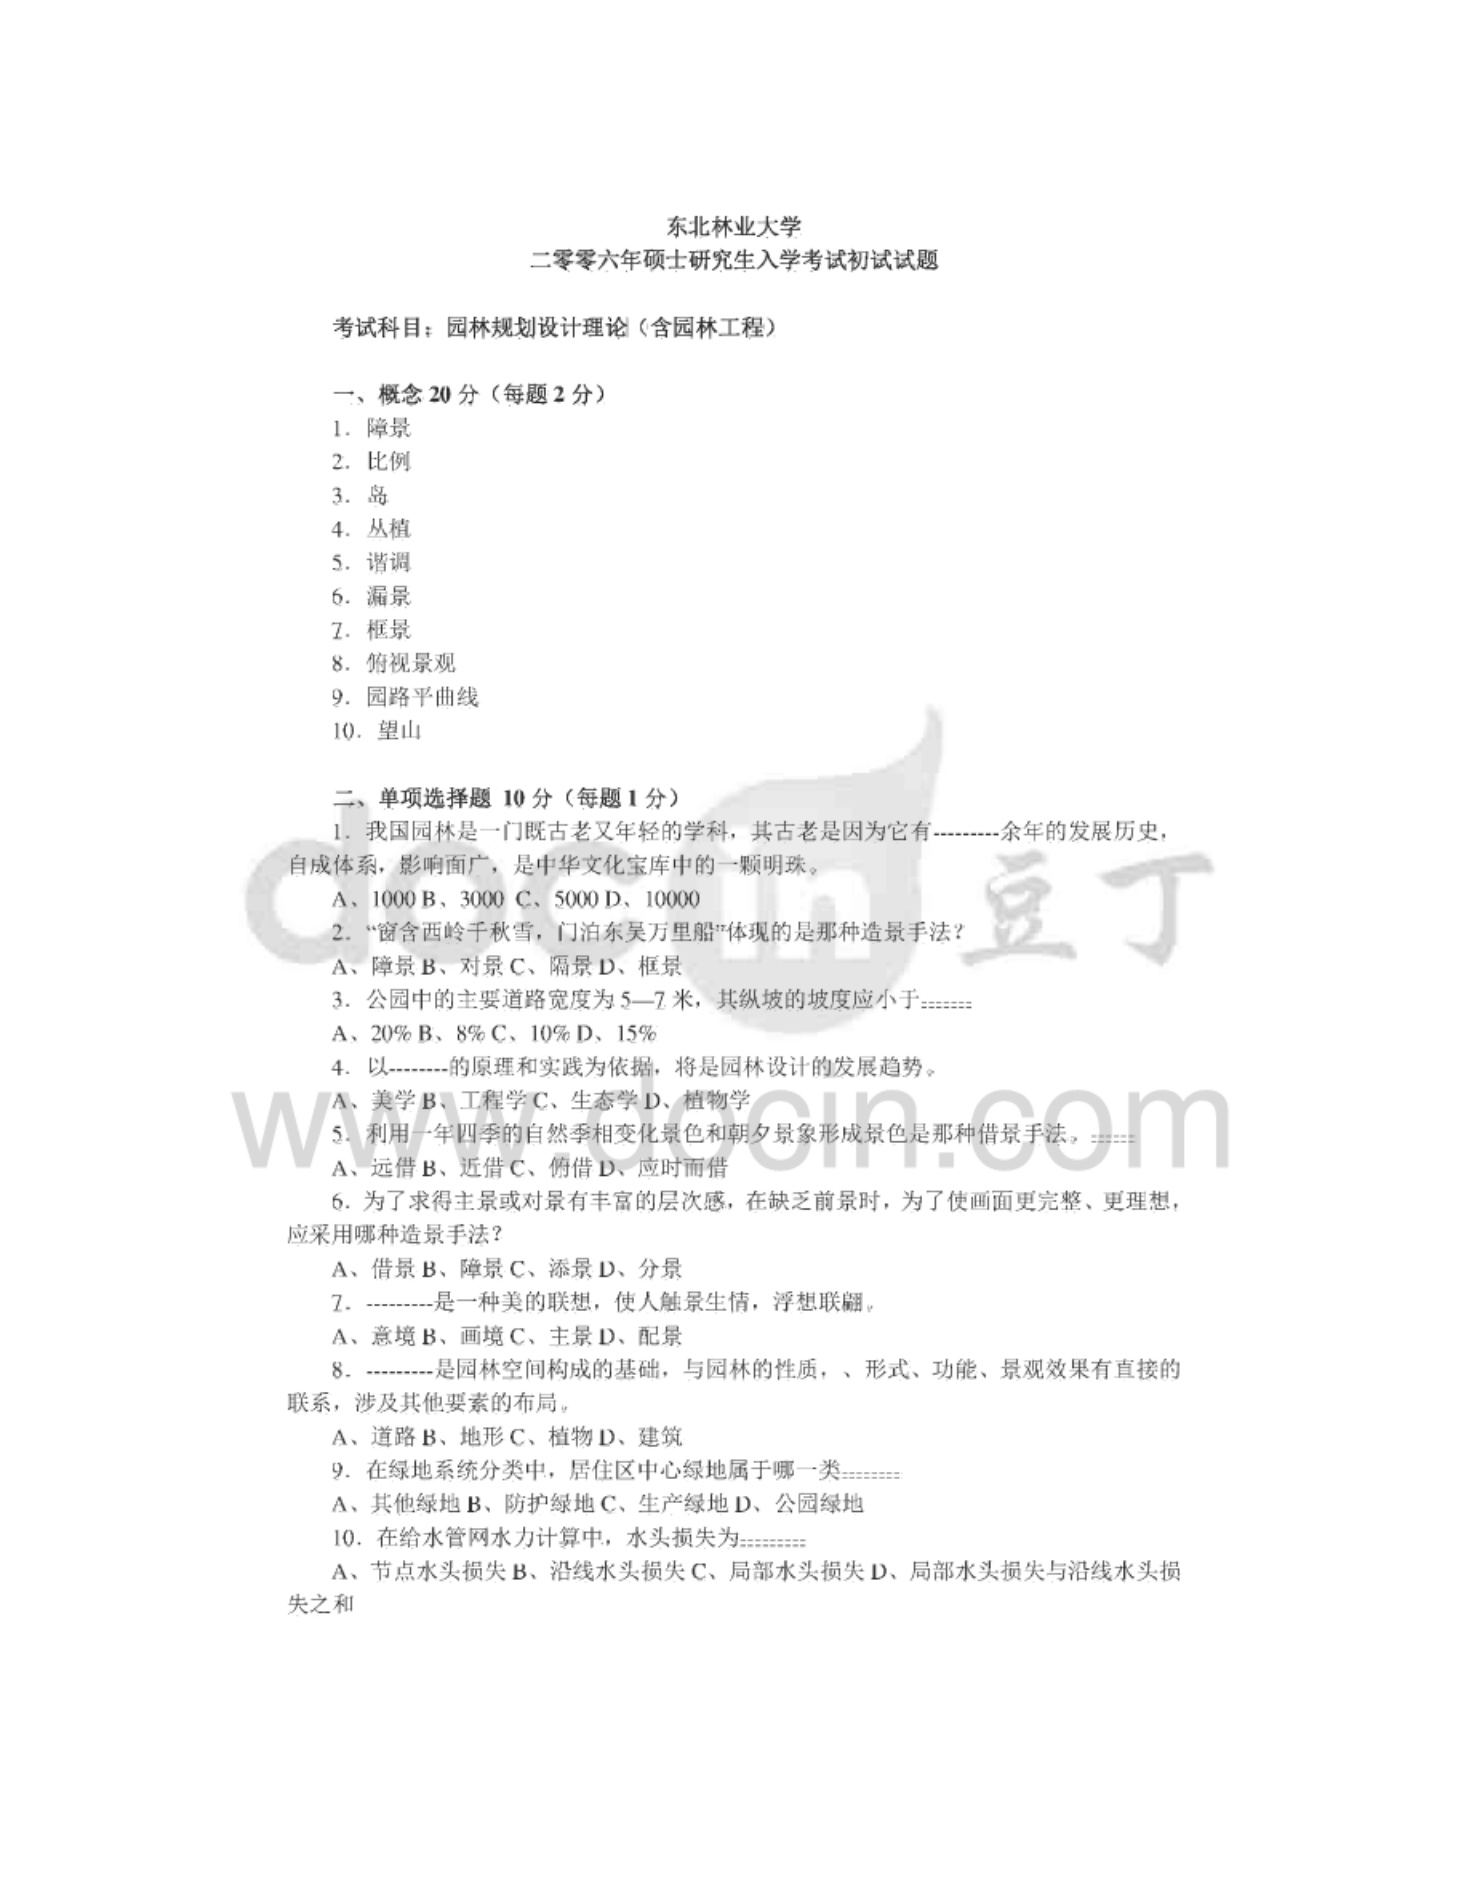 东北林业大学
二零零六年硕士研究生入学考试初试试题
考试科目：园林规划设计理论（含园林工程）
一、概念 20 分（每题 2 分）
1．障景
2．比例
3．岛
4．丛植
5．谐调
6．漏景
7．框景
8．俯视景观
9．园路平曲线
10．望山
二、单项选择题 10 分（每题 1 分）
1．我国园林是一门既古老又年轻的学科，其古老是因为它有---------余年的发展历史，
自成体系，影响面广，是中华文化宝库中的一颗明珠。
A、1000 B、3000 C、5000 D、10000
2．“窗含西岭千秋雪，门泊东吴万里船”体现的是那种造景手法？
A、障景 B、对景 C、隔景 D、框景
3．公园中的主要道路宽度为 5—7 米，其纵坡的坡度应小于-------
A、20% B、8% C、10% D、15%
4．以--------的原理和实践为依据，将是园林设计的发展趋势。
A、美学 B、工程学 C、生态学 D、植物学
5．利用一年四季的自然季相变化景色和朝夕景象形成景色是那种借景手法。------
A、远借 B、近借 C、俯借 D、应时而借
6．为了求得主景或对景有丰富的层次感，在缺乏前景时，为了使画面更完整、更理想，
应采用哪种造景手法？
A、借景 B、障景 C、添景 D、分景
7．---------是一种美的联想，使人触景生情，浮想联翩。
A、意境 B、画境 C、主景 D、配景
8．---------是园林空间构成的基础，与园林的性质，、形式、功能、景观效果有直接的
联系，涉及其他要素的布局。
A、道路 B、地形 C、植物 D、建筑
9．在绿地系统分类中，居住区中心绿地属于哪一类--------
A、其他绿地 B、防护绿地 C、生产绿地 D、公园绿地
10．在给水管网水力计算中，水头损失为---------
A、节点水头损失 B、沿线水头损失 C、局部水头损失 D、局部水头损失与沿线水头损
失之和
docin 豆丁
www.docin.com